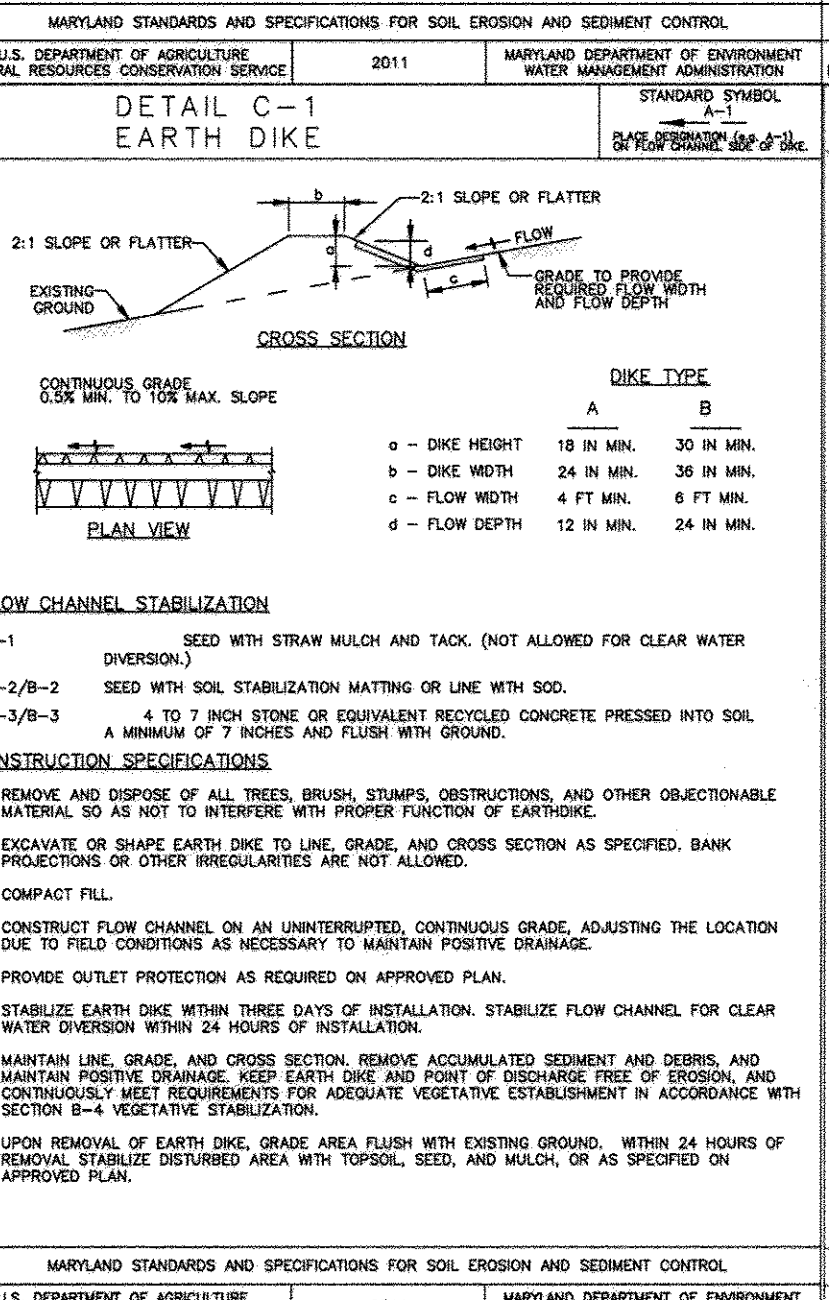 MARYLAND STANDARDS AND SPECIFICATIONS FOR SOIL EROSION AND SEDIMENT CONTROL
U.S. DEPARTMENT OF AGRICULTURE
RAL RESOURCES CONSERVATION SERVICE
2011
MARYLAND DEPARTMENT OF ENVIRONMENT
WATER MANAGEMENT ADMINISTRATION
DETAIL C-1
EARTH DIKE
STANDARD SYMBOL
A-1
PLACE DESIGNATION (e.g. A-1)
ON FLOW CHANNEL SIDE OF DIKE.
b
2:1 SLOPE OR FLATTER
2:1 SLOPE OR FLATTER
a
d
FLOW
c
GRADE TO PROVIDE
REQUIRED FLOW WIDTH
AND FLOW DEPTH
EXISTING
GROUND
CROSS SECTION
CONTINUOUS GRADE
0.5% MIN. TO 10% MAX. SLOPE
PLAN VIEW
DIKE TYPE
A B
a - DIKE HEIGHT 18 IN MIN. 30 IN MIN.
b - DIKE WIDTH 24 IN MIN. 36 IN MIN.
c - FLOW WIDTH 4 FT MIN. 6 FT MIN.
d - FLOW DEPTH 12 IN MIN. 24 IN MIN.
OW CHANNEL STABILIZATION
-1 SEED WITH STRAW MULCH AND TACK. (NOT ALLOWED FOR CLEAR WATER
DIVERSION.)
-2/B-2 SEED WITH SOIL STABILIZATION MATTING OR LINE WITH SOD.
-3/B-3 4 TO 7 INCH STONE OR EQUIVALENT RECYCLED CONCRETE PRESSED INTO SOIL
A MINIMUM OF 7 INCHES AND FLUSH WITH GROUND.
NSTRUCTION SPECIFICATIONS
REMOVE AND DISPOSE OF ALL TREES, BRUSH, STUMPS, OBSTRUCTIONS, AND OTHER OBJECTIONABLE
MATERIAL SO AS NOT TO INTERFERE WITH PROPER FUNCTION OF EARTHDIKE.
EXCAVATE OR SHAPE EARTH DIKE TO LINE, GRADE, AND CROSS SECTION AS SPECIFIED. BANK
PROJECTIONS OR OTHER IRREGULARITIES ARE NOT ALLOWED.
COMPACT FILL.
CONSTRUCT FLOW CHANNEL ON AN UNINTERRUPTED, CONTINUOUS GRADE, ADJUSTING THE LOCATION
DUE TO FIELD CONDITIONS AS NECESSARY TO MAINTAIN POSITIVE DRAINAGE.
PROVIDE OUTLET PROTECTION AS REQUIRED ON APPROVED PLAN.
STABILIZE EARTH DIKE WITHIN THREE DAYS OF INSTALLATION. STABILIZE FLOW CHANNEL FOR CLEAR
WATER DIVERSION WITHIN 24 HOURS OF INSTALLATION.
MAINTAIN LINE, GRADE, AND CROSS SECTION. REMOVE ACCUMULATED SEDIMENT AND DEBRIS, AND
MAINTAIN POSITIVE DRAINAGE. KEEP EARTH DIKE AND POINT OF DISCHARGE FREE OF EROSION, AND
CONTINUOUSLY MEET REQUIREMENTS FOR ADEQUATE VEGETATIVE ESTABLISHMENT IN ACCORDANCE WITH
SECTION B-4 VEGETATIVE STABILIZATION.
UPON REMOVAL OF EARTH DIKE, GRADE AREA FLUSH WITH EXISTING GROUND. WITHIN 24 HOURS OF
REMOVAL STABILIZE DISTURBED AREA WITH TOPSOIL, SEED, AND MULCH, OR AS SPECIFIED ON
APPROVED PLAN.
MARYLAND STANDARDS AND SPECIFICATIONS FOR SOIL EROSION AND SEDIMENT CONTROL
U.S. DEPARTMENT OF AGRICULTURE
MARYLAND DEPARTMENT OF ENVIRONMENT